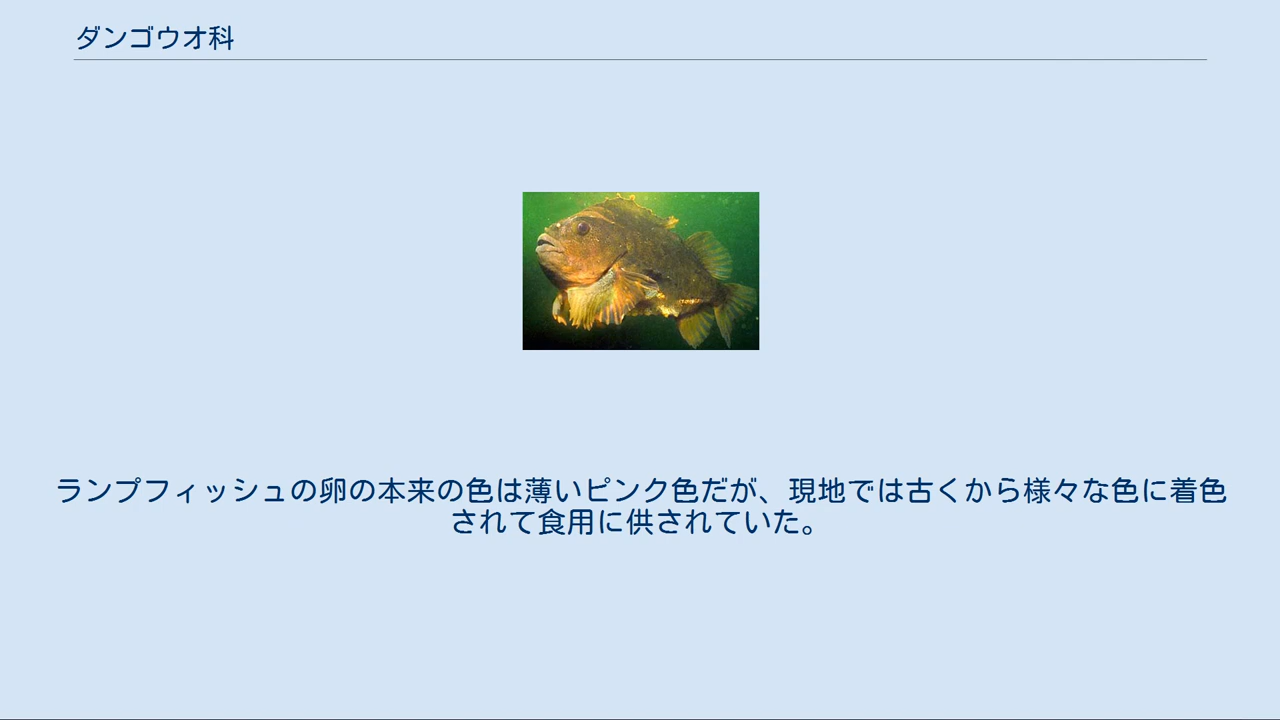 ダンゴウオ科
ランプフィッシュの卵の本来の色は薄いピンク色だが、現地では古くから様々な色に着色
されて食用に供されていた。